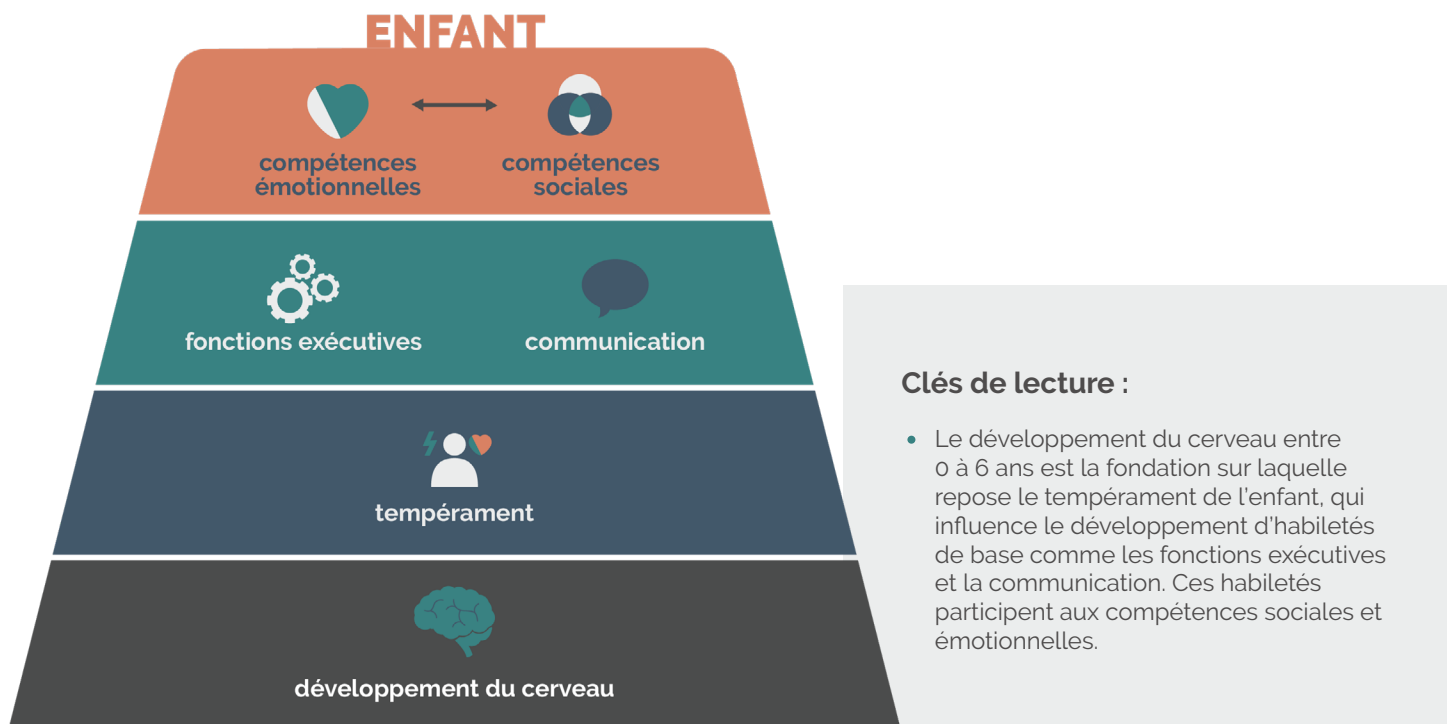 ENFANT
compétences
émotionnelles
compétences
sociales
fonctions exécutives
communication
tempérament
développement du cerveau
Clés de lecture :
• Le développement du cerveau entre
0 à 6 ans est la fondation sur laquelle
repose le tempérament de l'enfant, qui
influence le développement d'habiletés
de base comme les fonctions exécutives
et la communication. Ces habiletés
participent aux compétences sociales et
émotionnelles.